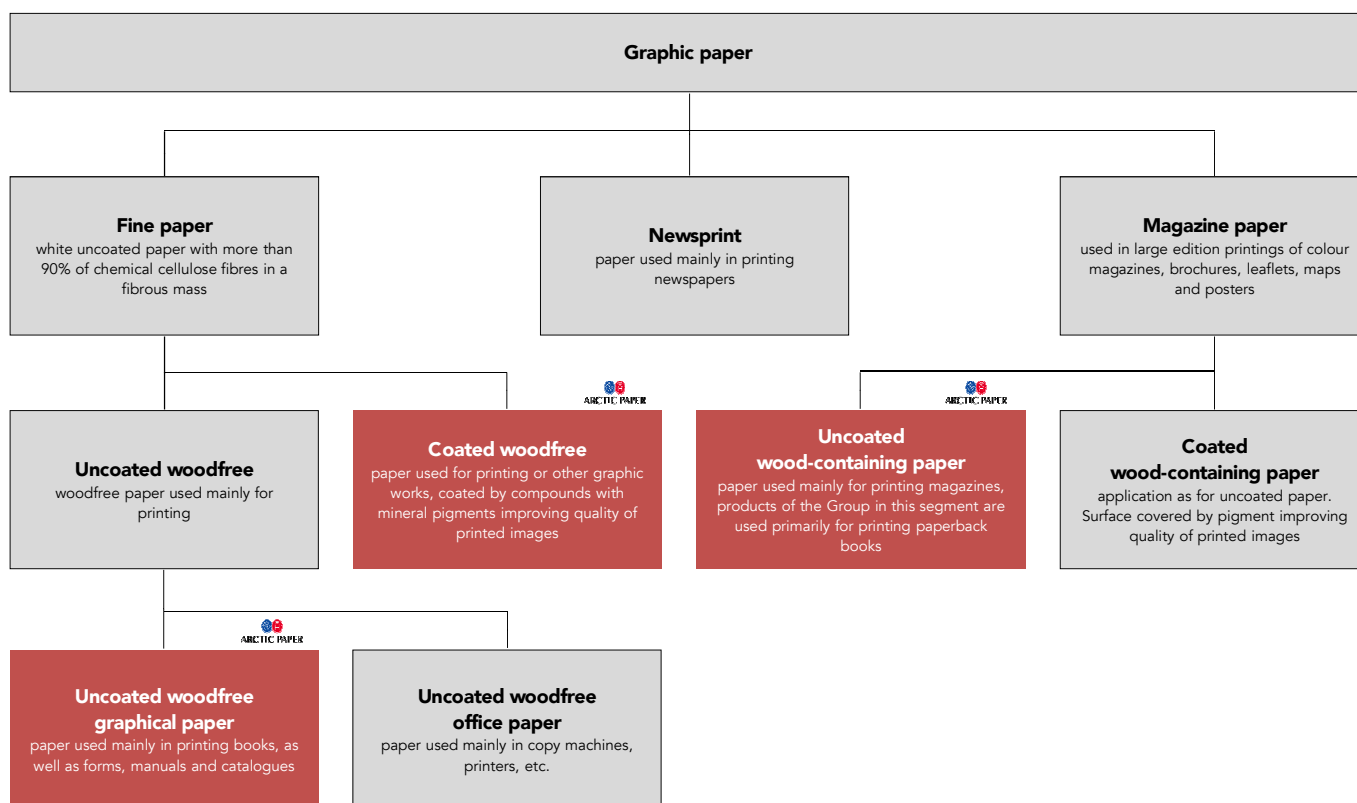 Graphic paper
Fine paper
white uncoated paper with more than
90% of chemical cellulose fibres in a
fibrous mass
Newsprint
paper used mainly in printing
newspapers
Magazine paper
used in large edition printings of colour
magazines, brochures, leaflets, maps
and posters
ARCTIC PAPER
ARCTIC PAPER
Uncoated woodfree
woodfree paper used mainly for
printing
Coated woodfree
paper used for printing or other graphic
works, coated by compounds with
mineral pigments improving quality of
printed images
Uncoated
wood-containing paper
paper used mainly for printing magazines,
products of the Group in this segment are
used primarily for printing paperback
books
Coated
wood-containing paper
application as for uncoated paper.
Surface covered by pigment improving
quality of printed images
ARCTIC PAPER
Uncoated woodfree
graphical paper
paper used mainly in printing books, as
well as forms, manuals and catalogues
Uncoated woodfree
office paper
paper used mainly in copy machines,
printers, etc.